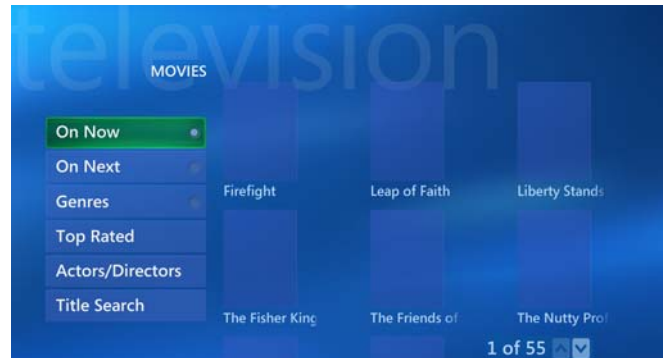 television
MOVIES
On Now
On Next
Genres
Top Rated
Actors/Directors
Title Search
Firefight
Leap of Faith
Liberty Stands
The Fisher King
The Friends of
The Nutty Prof
1 of 55